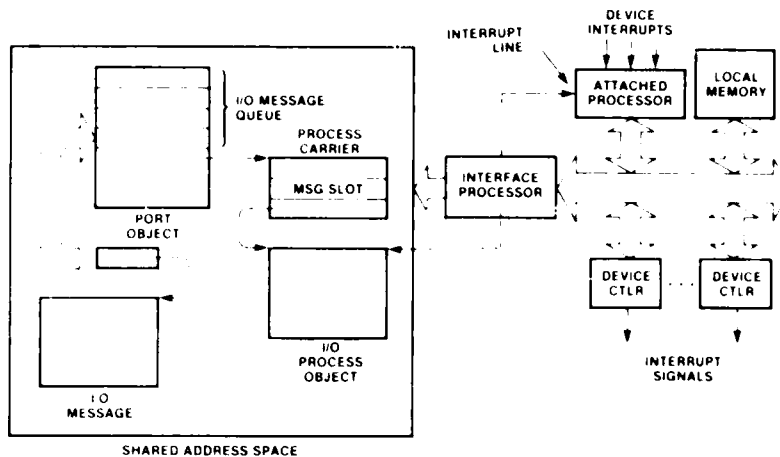 INTERRUPT
LINE
DEVICE
INTERRUPTS
ATTACHED
PROCESSOR
LOCAL
MEMORY
I/O MESSAGE
QUEUE
PROCESS
CARRIER
MSG SLOT
INTERFACE
PROCESSOR
PORT
OBJECT
DEVICE
CTLR
DEVICE
CTLR
I/O
PROCESS
OBJECT
INTERRUPT
SIGNALS
I O
MESSAGE
SHARED ADDRESS SPACE